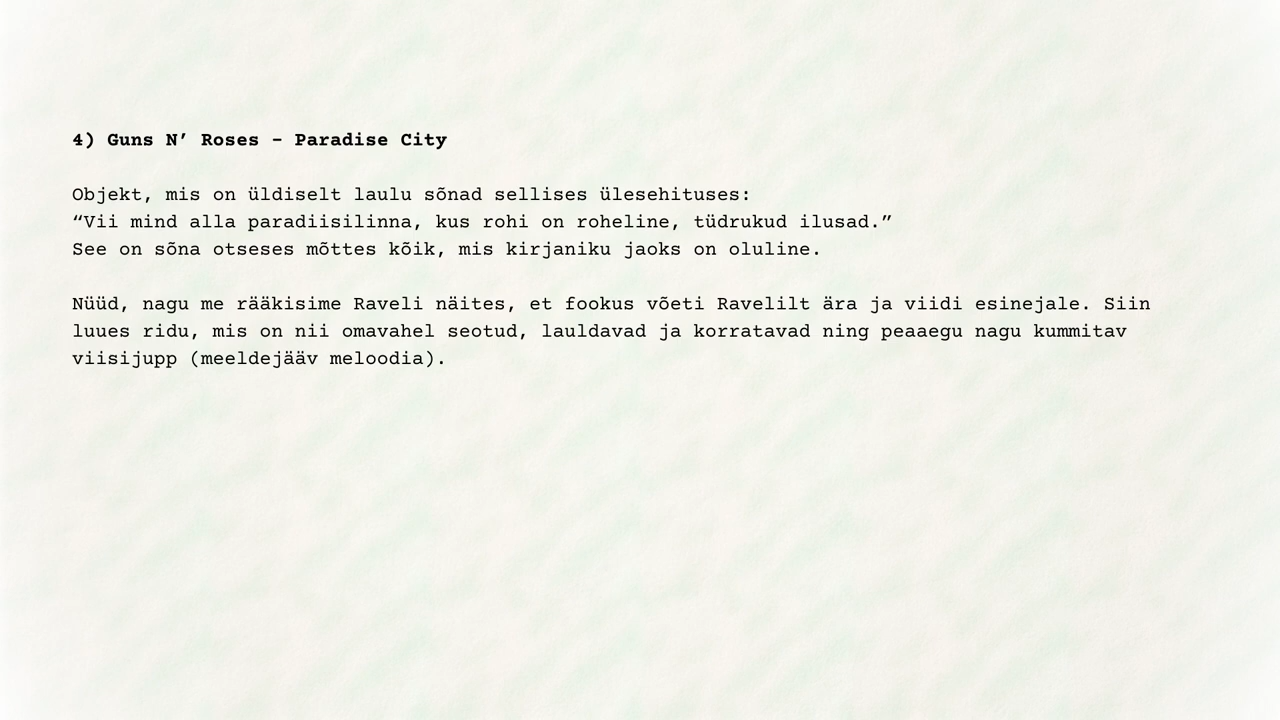 4) Guns N’ Roses – Paradise City
Objekt, mis on üldiselt laulu sõnad sellises ülesehituses:
“Vii mind alla paradiisilinna, kus rohi on roheline, tüdrukud ilusad.”
See on sõna otseses mõttes kõik, mis kirjaniku jaoks on oluline.
Nüüd, nagu me rääkisime Raveli näites, et fookus võeti Ravelilt ära ja viidi esinejale. Siin
luues ridu, mis on nii omavahel seotud, lauldavad ja korratavad ning peaaegu nagu kummitav
viisijupp (meeldejääv meloodia).